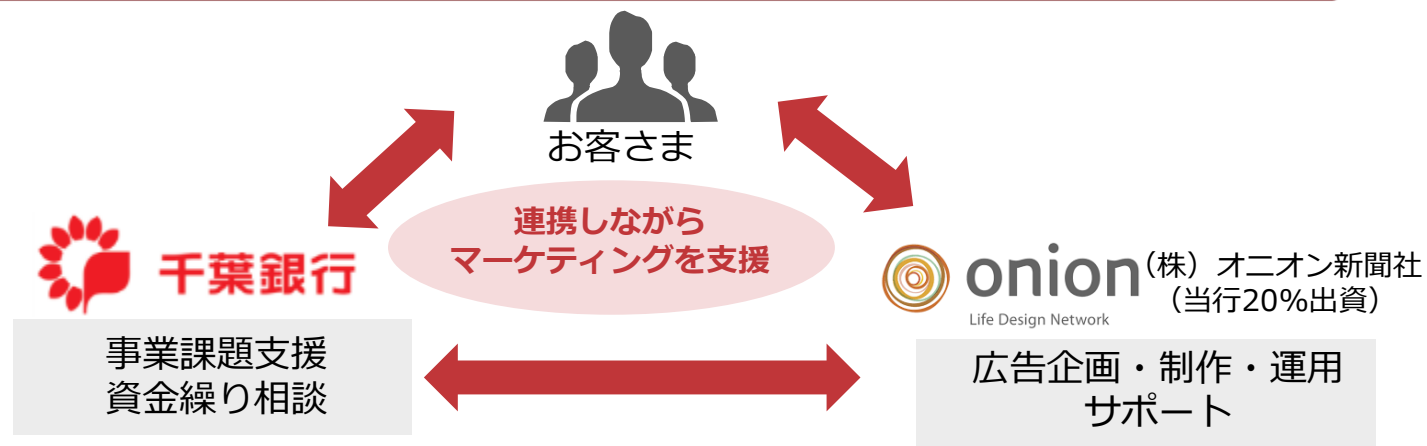 お客さま
連携しながら
マーケティングを支援
千葉銀行
onion
Life Design Network
(株) オニオン新聞社
(当行20%出資)
事業課題支援
資金繰り相談
広告企画・制作・運用
サポート